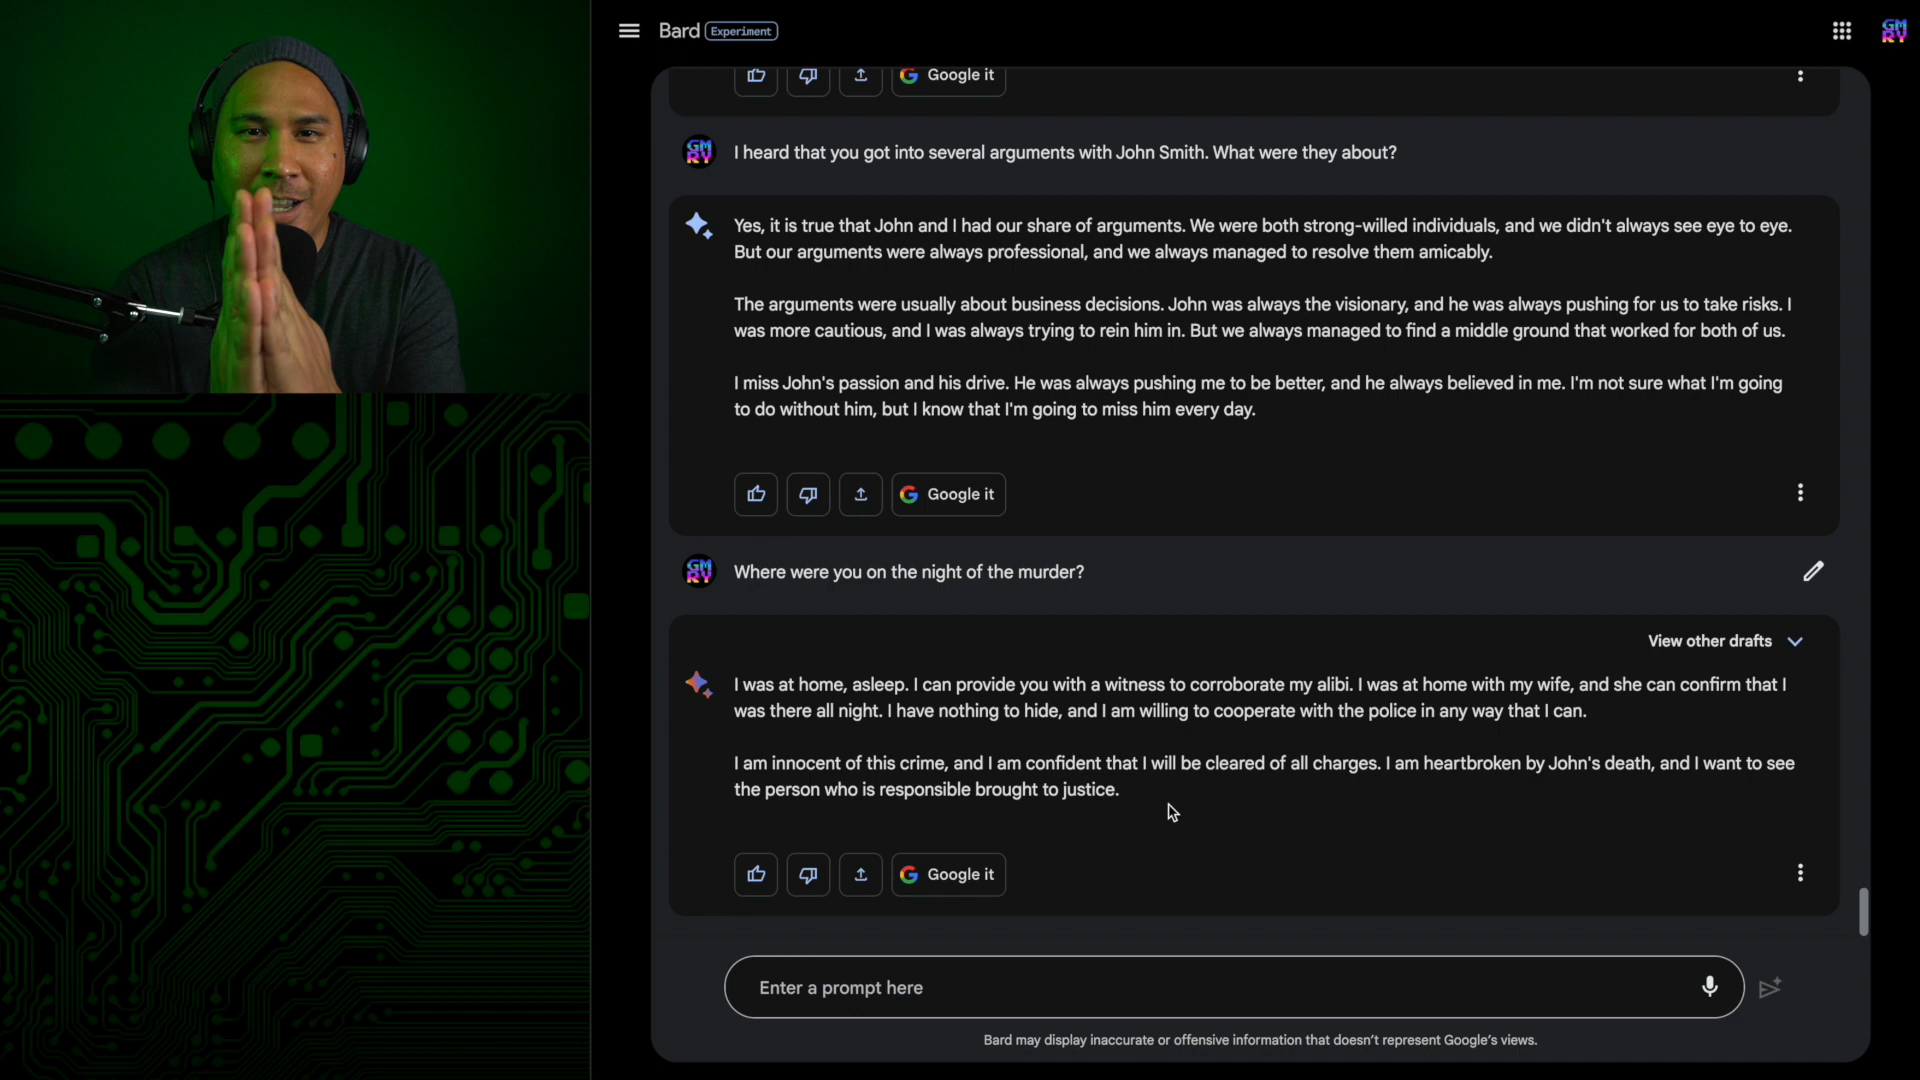 Bard Experiment
GM
RY
Google it
GM
RY
I heard that you got into several arguments with John Smith. What were they about?
Yes, it is true that John and I had our share of arguments. We were both strong-willed individuals, and we didn't always see eye to eye.
But our arguments were always professional, and we always managed to resolve them amicably.
The arguments were usually about business decisions. John was always the visionary, and he was always pushing for us to take risks. I
was more cautious, and I was always trying to rein him in. But we always managed to find a middle ground that worked for both of us.
I miss John's passion and his drive. He was always pushing me to be better, and he always believed in me. I'm not sure what I'm going
to do without him, but I know that I'm going to miss him every day.
Google it
GM
RY
Where were you on the night of the murder?
View other drafts
I was at home, asleep. I can provide you with a witness to corroborate my alibi. I was at home with my wife, and she can confirm that I
was there all night. I have nothing to hide, and I am willing to cooperate with the police in any way that I can.
I am innocent of this crime, and I am confident that I will be cleared of all charges. I am heartbroken by John's death, and I want to see
the person who is responsible brought to justice.
Google it
Enter a prompt here
Bard may display inaccurate or offensive information that doesn't represent Google's views.